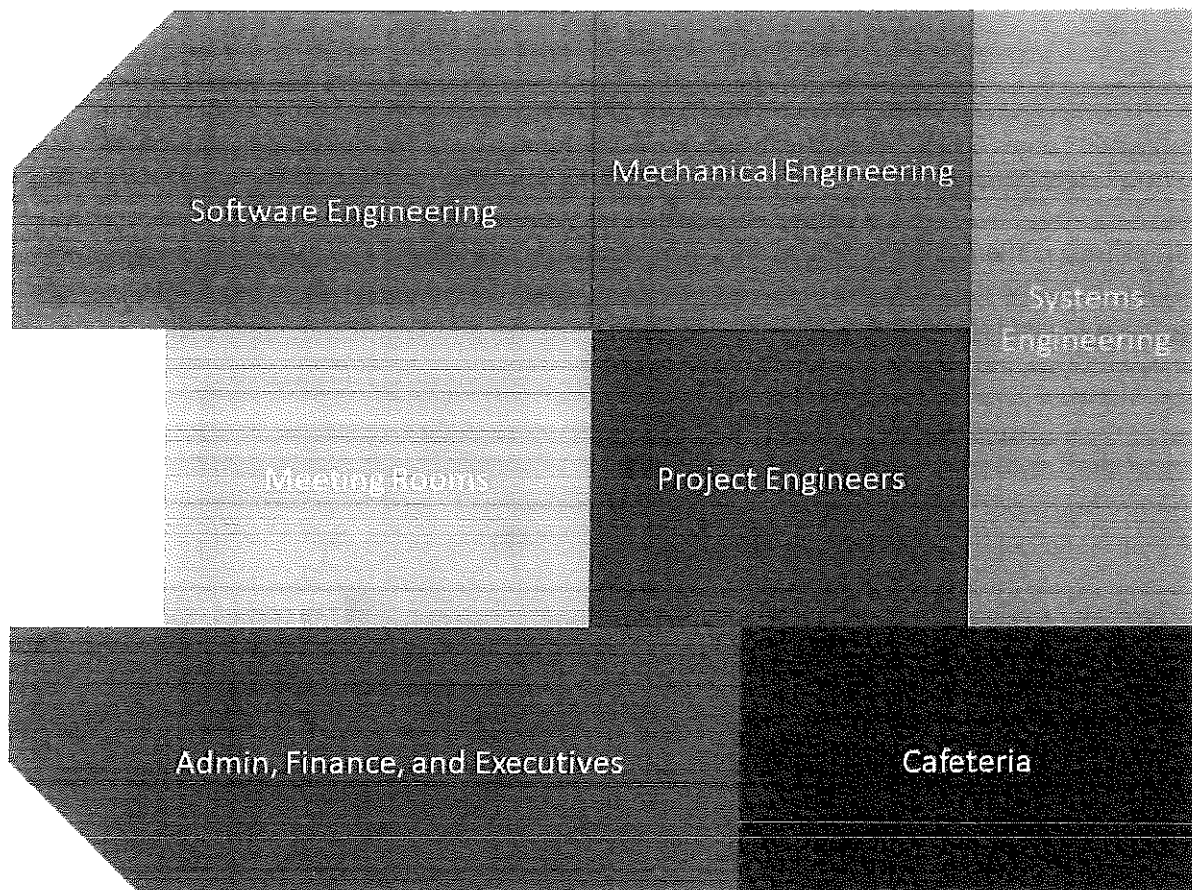 Mechanical Engineering
Software Engineering
Systems
Engineering
Meeting Rooms
Project Engineers
Admin, Finance, and Executives
Cafeteria